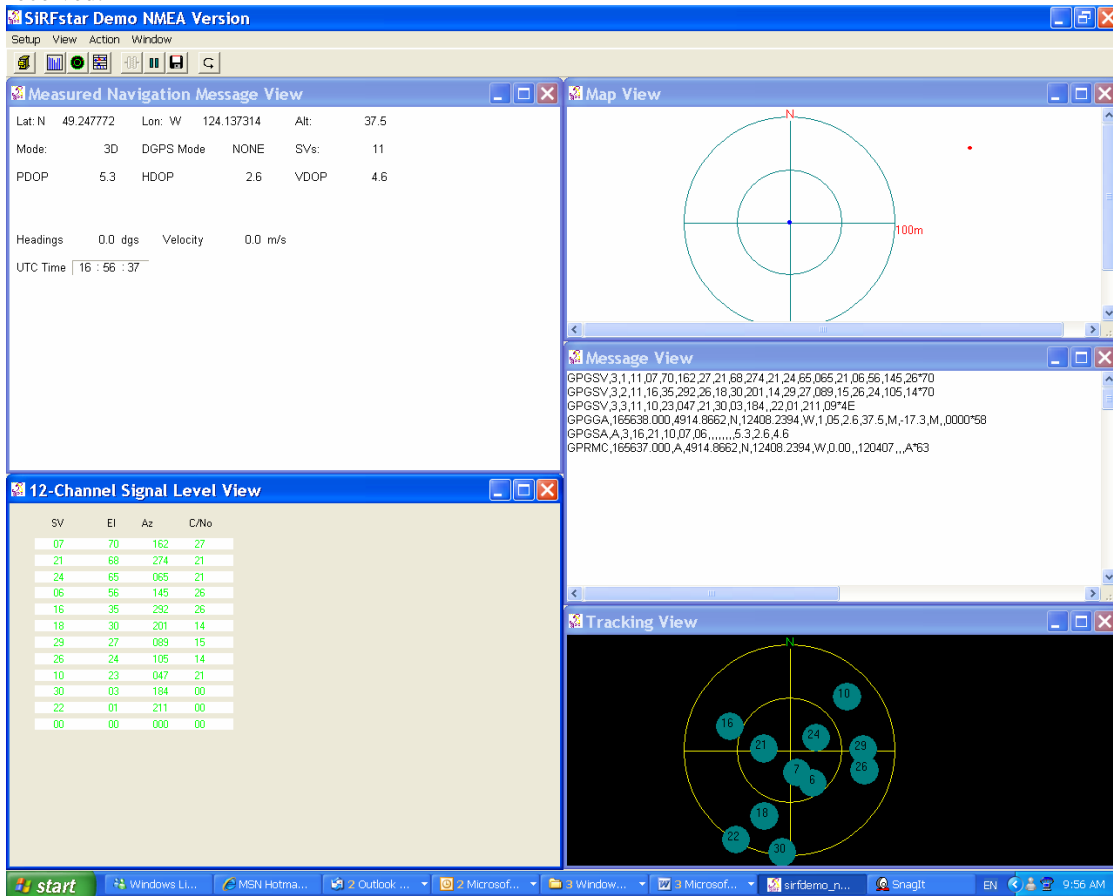 SiRFstar Demo NMEA Version
Setup View Action Window
Measured Navigation Message View
Lat: N 49.247772 Lon: W 124.137314 Alt: 37.5
Mode: 3D DGPS Mode NONE SVs: 11
PDOP 5.3 HDOP 2.6 VDOP 4.6
Headings 0.0 dgs Velocity 0.0 m/s
UTC Time 16 : 56 : 37
Map View
N
100m
Message View
GPGSV,3,1,11,07,70,162,27,21,68,274,21,24,65,065,21,06,56,145,26*70
GPGSV,3,2,11,16,35,292,26,18,30,201,14,29,27,089,15,26,24,105,14*70
GPGSV,3,3,11,10,23,047,21,30,03,184,,22,01,211,09*4E
GPGGA,165638.000,4914.8662,N,12408.2394,W,1,05,2.6,37.5,M,-17.3,M,,0000*58
GPGSA,A,3,16,21,10,07,06,,,,,,,,5.3,2.6,4.6
GPRMC,165637.000,A,4914.8662,N,12408.2394,W,0.00,,120407,,,A*63
12-Channel Signal Level View
SV El Az C/No
07 70 162 27
21 68 274 21
24 65 065 21
06 56 145 26
16 35 292 26
18 30 201 14
29 27 089 15
26 24 105 14
10 23 047 21
30 03 184 00
22 01 211 00
00 00 000 00
Tracking View
N
10
16
24
21
29
7
26
6
18
22
30
start
Windows Li...
MSN Hotma...
2 Outlook ...
2 Microsof...
3 Window...
3 Microsof...
sirfdemo_n...
SnagIt
EN
9:56 AM